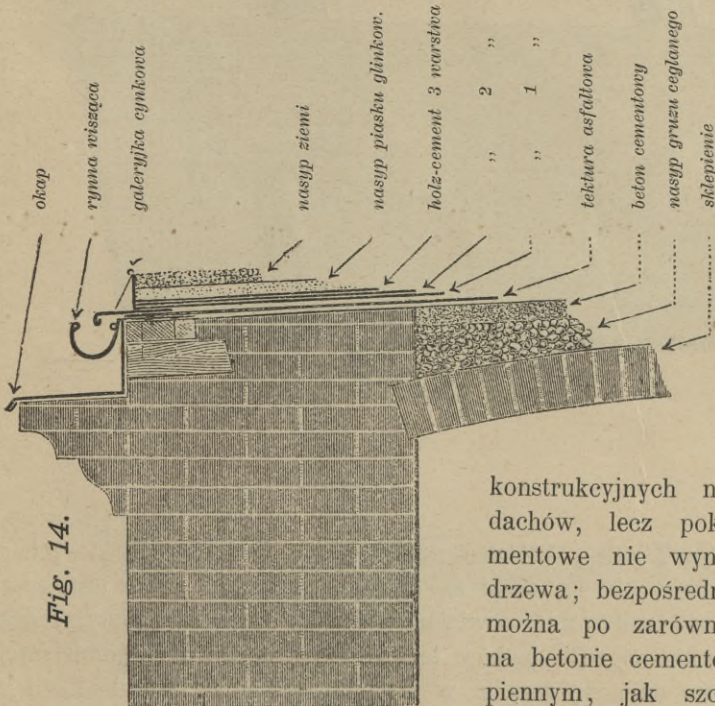 Fig. 14.
okap
rynna wisząca
galeryjka cynkowa
nasyp ziemi
nasyp piasku glinkow.
holz-cement 3 warstwa
„ 2 „
„ 1 „
tektura asfaltowa
beton cementowy
nasyp gruzu ceglanego
sklepienie
konstrukcyjnych n
dachów, lecz pok
mentowe nie wyn
drzewa; bezpośredn
można po zarówn
na betonie cemente
piennym, jak szc